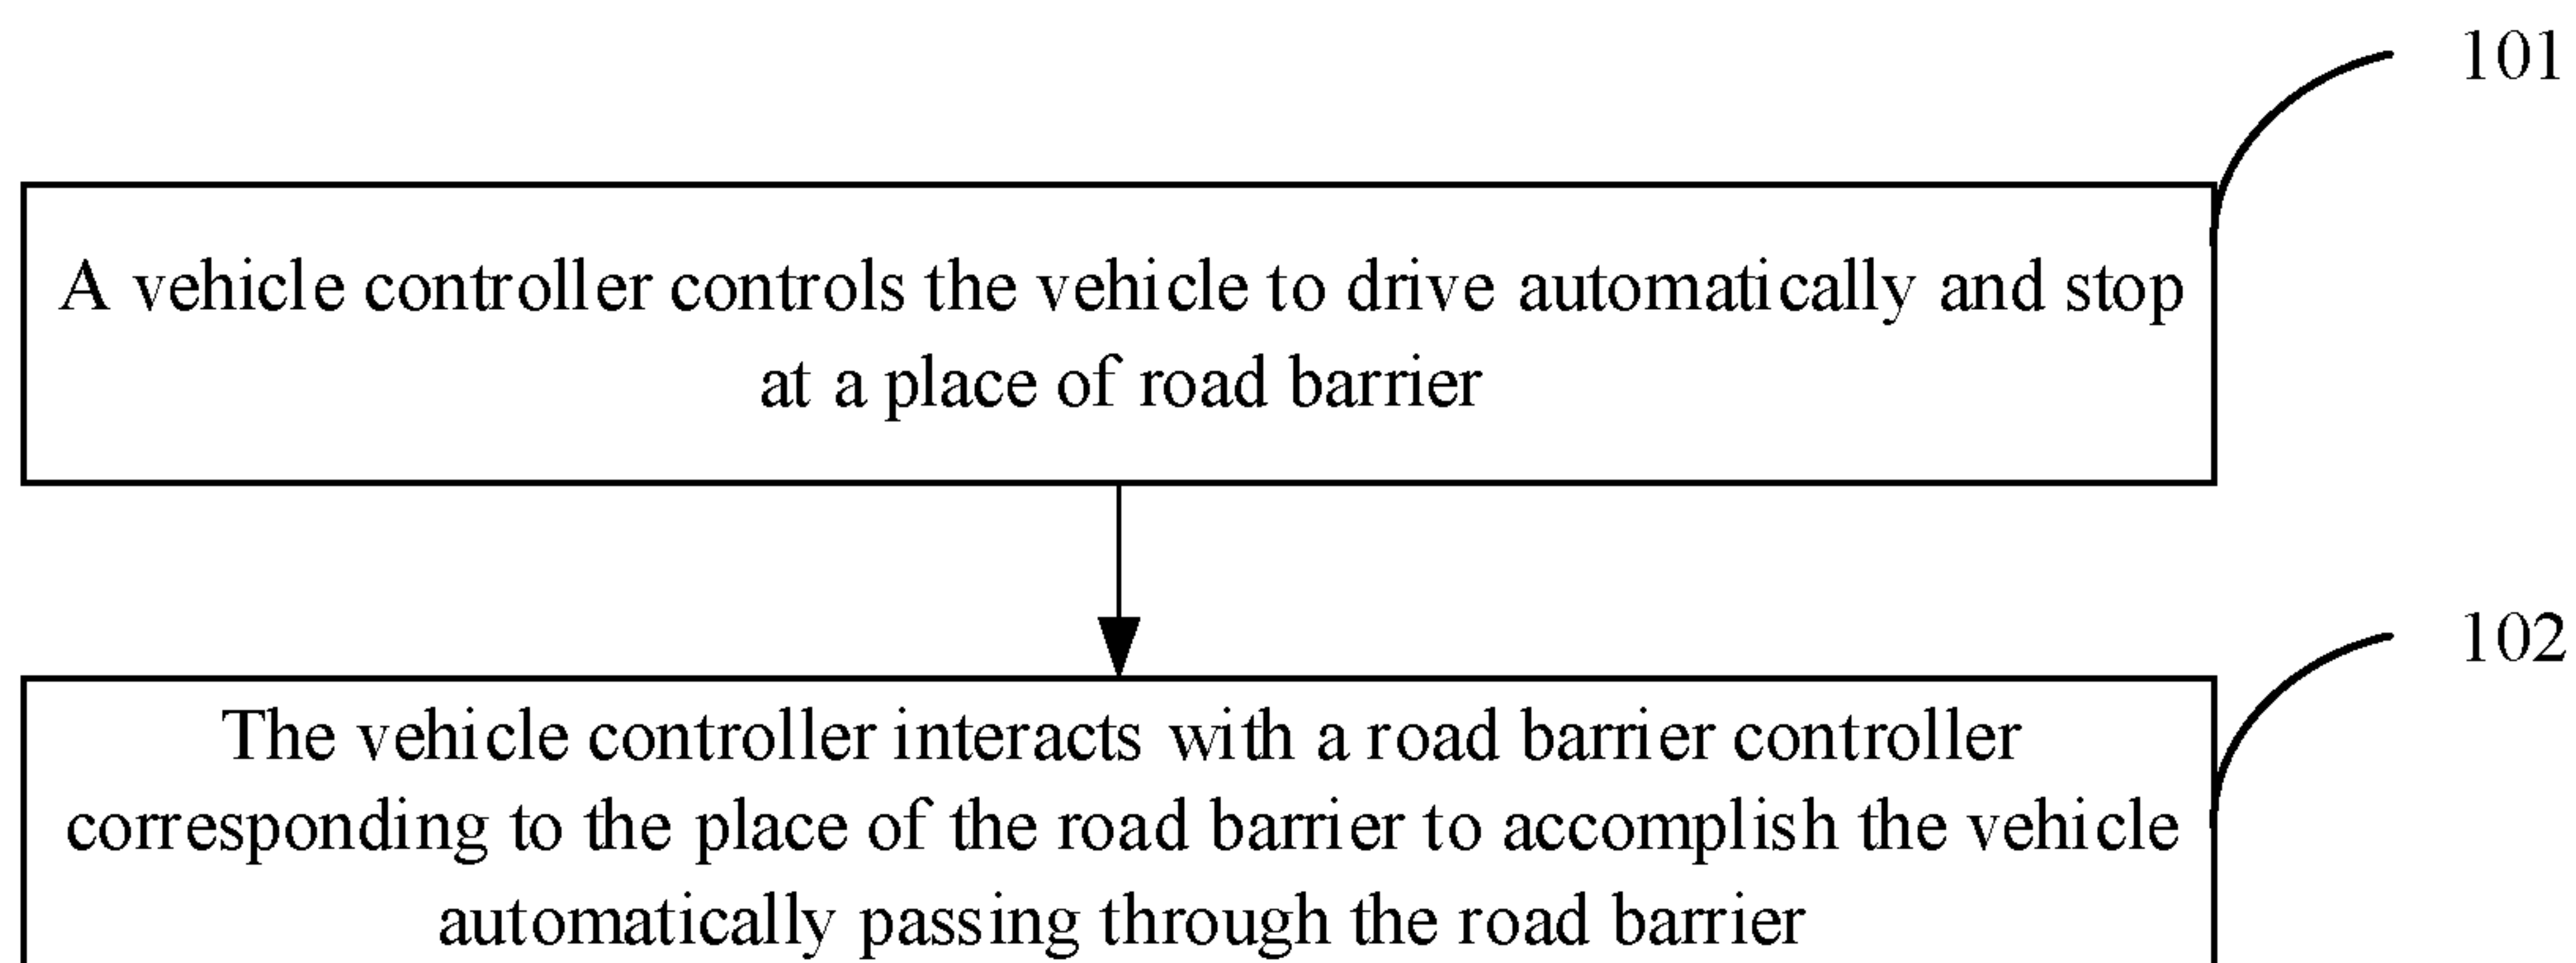 101
A vehicle controller controls the vehicle to drive automatically and stop
at a place of road barrier
102
The vehicle controller interacts with a road barrier controller
corresponding to the place of the road barrier to accomplish the vehicle
automatically passing through the road barrier